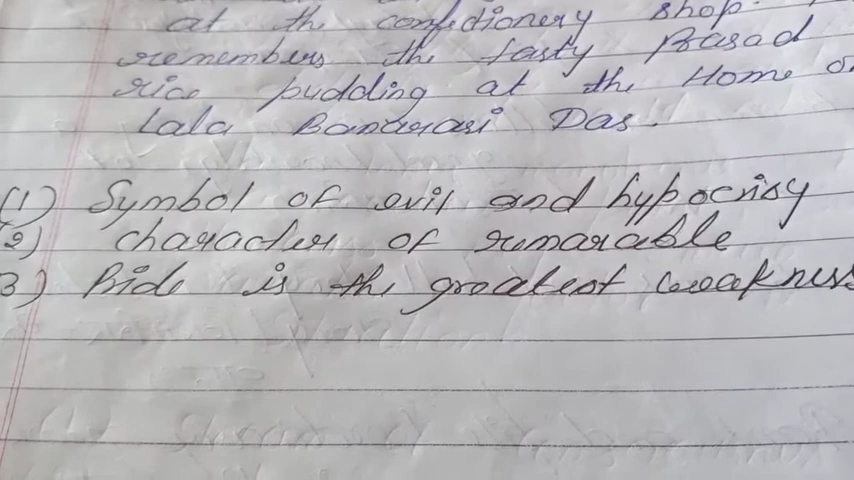 at the confectionery shop.
remembers the tasty Prasad
rice pudding at the Home
Lala Banarasi Das.
(1) Symbol of evil and hypocrisy
2) character of remarable
3) Pride is the greatest weakness